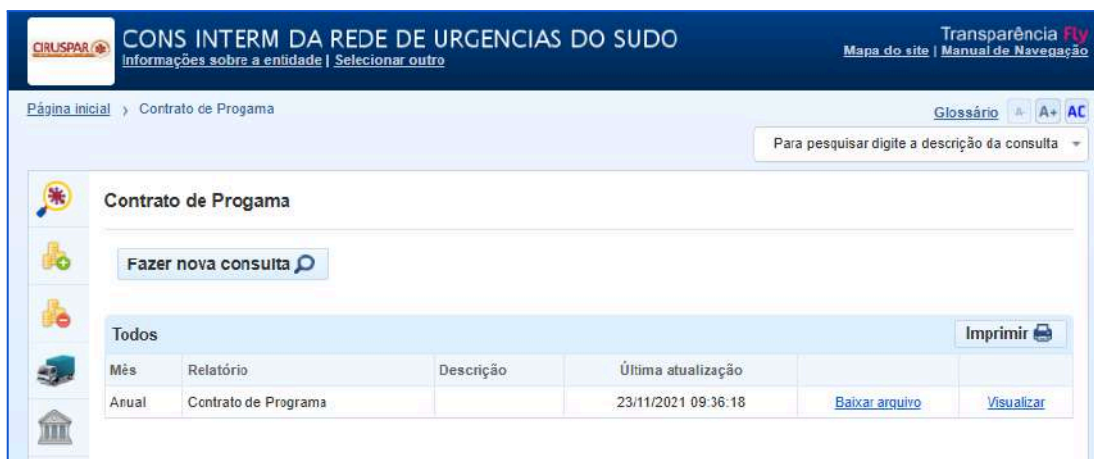 CIRUSPAR
CONS INTERM DA REDE DE URGENCIAS DO SUDO
Informações sobre a entidade | Selecionar outro
Transparência Fly
Mapa do site | Manual de Navegação
Página inicial › Contrato de Progama
Glossário A- A+ AC
Para pesquisar digite a descrição da consulta
Contrato de Progama
Fazer nova consulta
Todos Imprimir
Mês Relatório Descrição Última atualização
Anual Contrato de Programa 23/11/2021 09:36:18 Baixar arquivo Visualizar